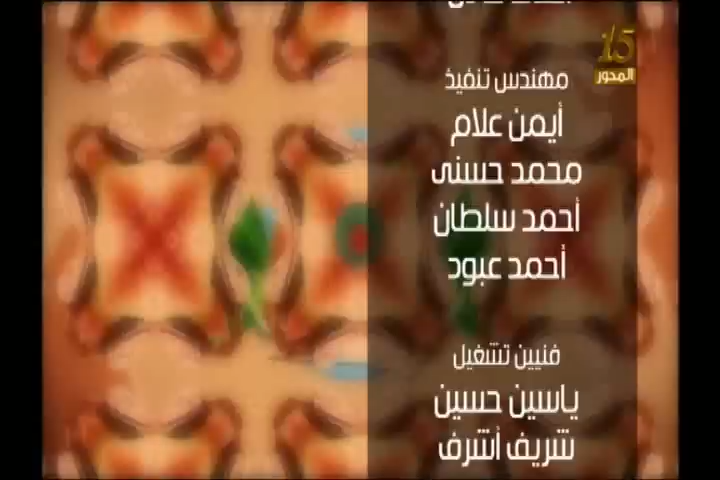 15
المحور
مهندس تنفيذ
أيمن علام
محمد حسنى
أحمد سلطان
أحمد عبود
فنيين تشغيل
ياسين حسين
شريف أشرف